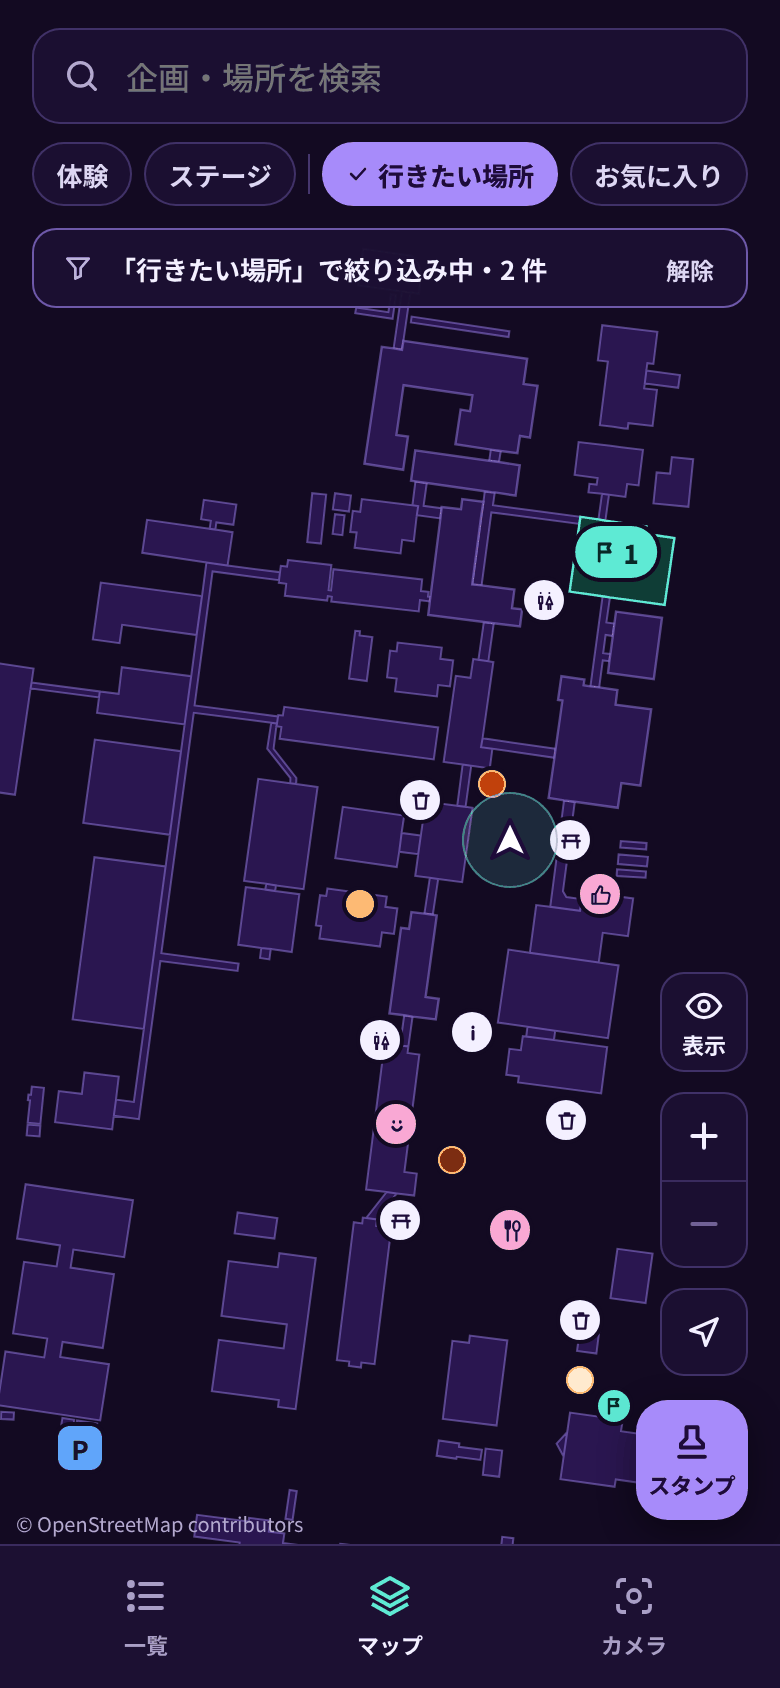 企画・場所を検索
体験
ステージ
行きたい場所
お気に入り
「行きたい場所」で絞り込み中・2 件
解除
1
表示
P
スタンプ
© OpenStreetMap contributors
一覧
マップ
カメラ